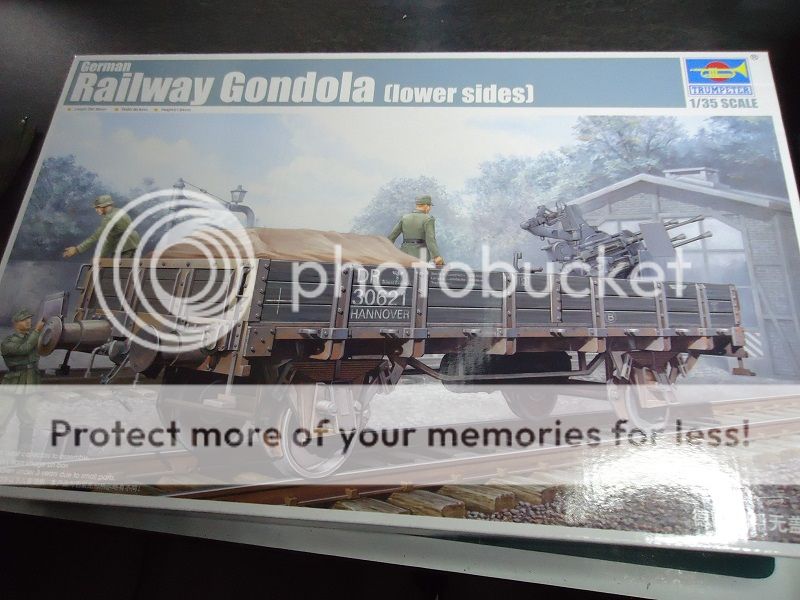 German
Railway Gondola (lower sides)
TRUMPETER
®
1/35 SCALE
photobucket
DR
30621
HANNOVER
B
Protect more of your memories for less!